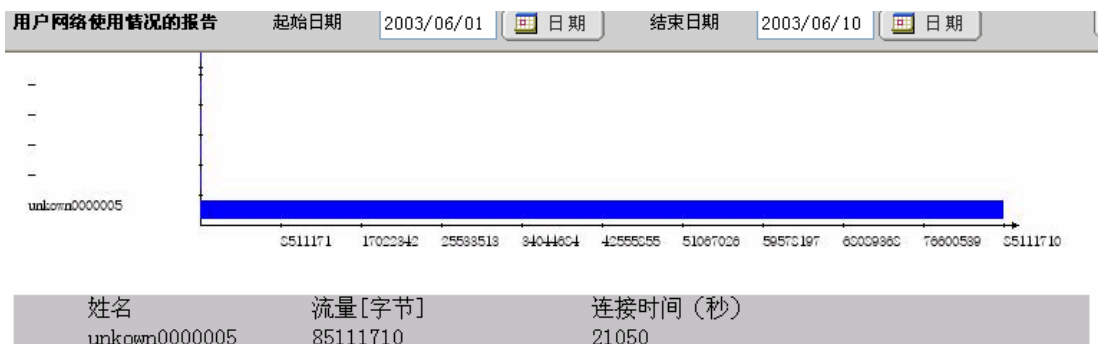 用户网络使用情况的报告 起始日期 2003/06/01 日期 结束日期 2003/06/10 日期
unkown0000005
8511171 17022342 25533513 34044684 42555855 51067026 59578197 68089368 76600539 85111710
姓名 流量[字节] 连接时间（秒）
unkown0000005 85111710 21050